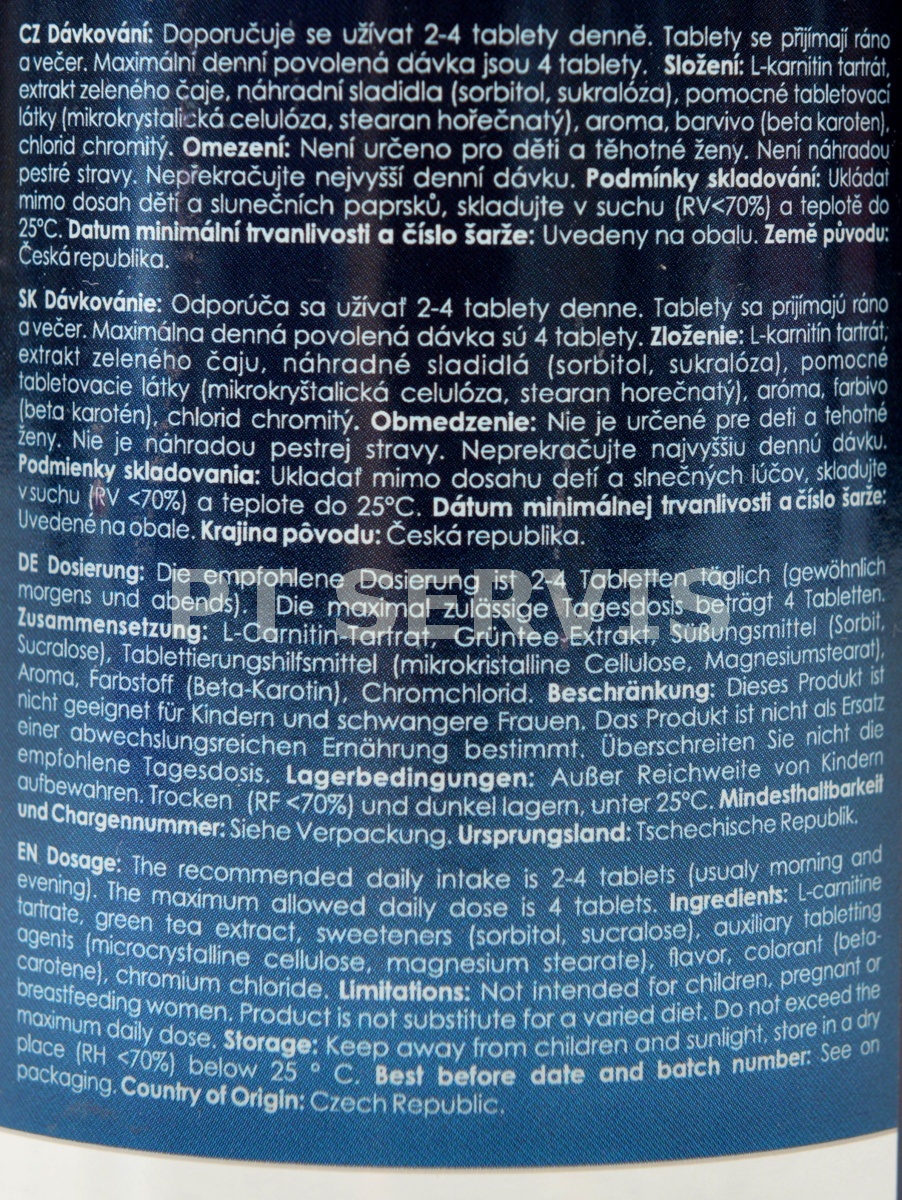 CZ Dávkování: Doporučuje se užívat 2-4 tablety denně. Tablety se přijímají ráno
a večer. Maximální denní povolená dávka jsou 4 tablety. Složení: L-karnitin tartrát,
extrakt zeleného čaje, náhradní sladidla (sorbitol, sukralóza), pomocné tabletovací
látky (mikrokrystalická celulóza, stearan hořečnatý), aroma, barvivo (beta karoten),
chlorid chromitý. Omezení: Není určeno pro děti a těhotné ženy. Není náhradou
pestré stravy. Nepřekračujte nejvyšší denní dávku. Podmínky skladování: Ukládat
mimo dosah dětí a slunečních paprsků, skladujte v suchu (RV<70%) a teplotě do
25°C. Datum minimální trvanlivosti a číslo šarže: Uvedeny na obalu. Země původu:
Česká republika.
SK Dávkovánie: Odporúča sa užívať 2-4 tablety denne. Tablety sa prijímajú ráno
a večer. Maximálna denná povolená dávka sú 4 tablety. Zloženie: L-karnitín tartrát,
extrakt zeleného čaju, náhradné sladidlá (sorbitol, sukralóza), pomocné
tabletovacie látky (mikrokryštalická celulóza, stearan horečnatý), aróma, farbivo
(beta karotén), chlorid chromitý. Obmedzenie: Nie je určené pre deti a tehotné
ženy. Nie je náhradou pestrej stravy. Neprekračujte najvyššiu dennú dávku.
Podmienky skladovania: Ukladať mimo dosahu detí a slnečných lúčov, skladujte
v suchu (RV <70%) a teplote do 25°C. Dátum minimálnej trvanlivosti a číslo šarže:
Uvedené na obale. Krajina pôvodu: Česká republika.
DE Dosierung: Die empfohlene Dosierung ist 2-4 Tabletten täglich (gewöhnlich
morgens und abends). Die maximal zulässige Tagesdosis beträgt 4 Tabletten.
PT SERVIS
Zusammensetzung: L-Carnitin-Tartrat, Grüntee-Extrakt, Süßungsmittel (Sorbit,
Sucralose), Tablettierungshilfsmittel (mikrokristalline Cellulose, Magnesiumstearat),
Aroma, Farbstoff (Beta-Karotin), Chromchlorid. Beschränkung: Dieses Produkt ist
nicht geeignet für Kindern und schwangere Frauen. Das Produkt ist nicht als Ersatz
einer abwechslungsreichen Ernährung bestimmt. Überschreiten Sie nicht die
empfohlene Tagesdosis. Lagerbedingungen: Außer Reichweite von Kindern
aufbewahren. Trocken (RF <70%) und dunkel lagern, unter 25°C. Mindesthaltbarkeit
und Chargennummer: Siehe Verpackung. Ursprungsland: Tschechische Republik.
EN Dosage: The recommended daily intake is 2-4 tablets (usualy morning and
evening). The maximum allowed daily dose is 4 tablets. Ingredients: L-carnitine
tartrate, green tea extract, sweeteners (sorbitol, sucralose), auxiliary tabletting
agents (microcrystalline cellulose, magnesium stearate), flavor, colorant (beta-
carotene), chromium chloride. Limitations: Not intended for children, pregnant or
breastfeeding women. Product is not substitute for a varied diet. Do not exceed the
maximum daily dose. Storage: Keep away from children and sunlight, store in a dry
place (RH <70%) below 25 ° C. Best before date and batch number: See on
packaging. Country of Origin: Czech Republic.